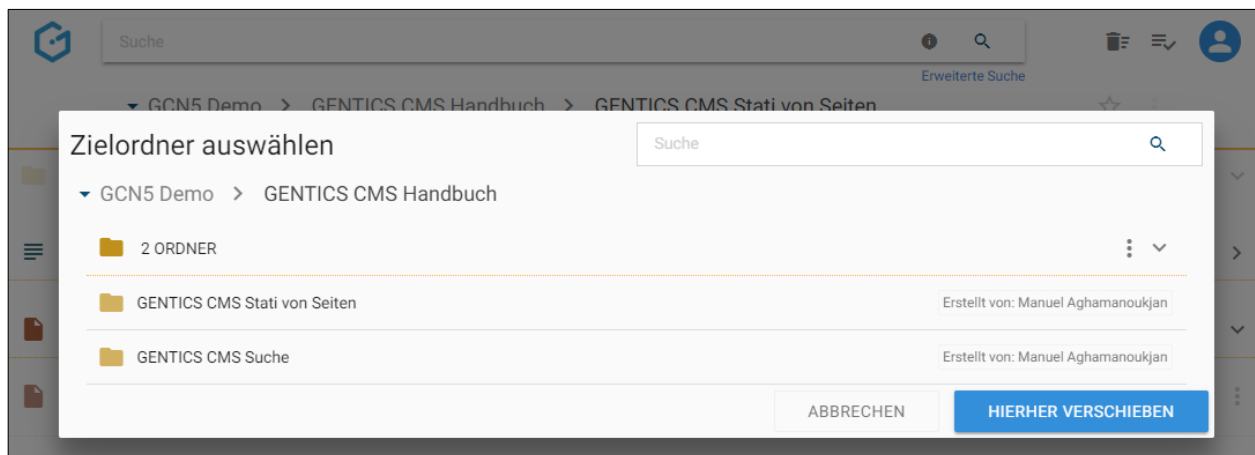 Suche
Erweiterte Suche
GCN5 Demo > GENTICS CMS Handbuch > GENTICS CMS Stati von Seiten
Zielordner auswählen
Suche
GCN5 Demo > GENTICS CMS Handbuch
2 ORDNER
GENTICS CMS Stati von Seiten
Erstellt von: Manuel Aghamanoukjan
GENTICS CMS Suche
Erstellt von: Manuel Aghamanoukjan
ABBRECHEN
HIERHER VERSCHIEBEN